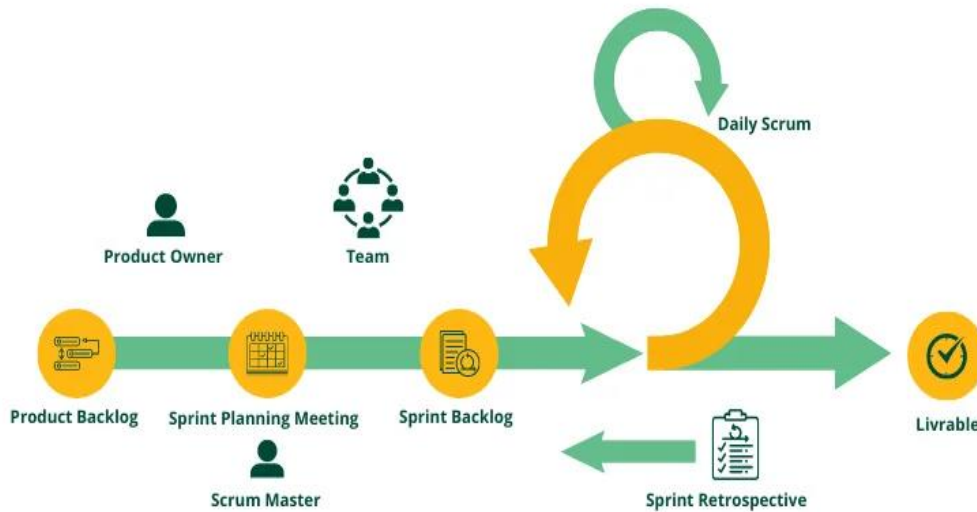 Daily Scrum
Product Owner
Team
Product Backlog
Sprint Planning Meeting
Sprint Backlog
Livrable
Scrum Master
Sprint Retrospective